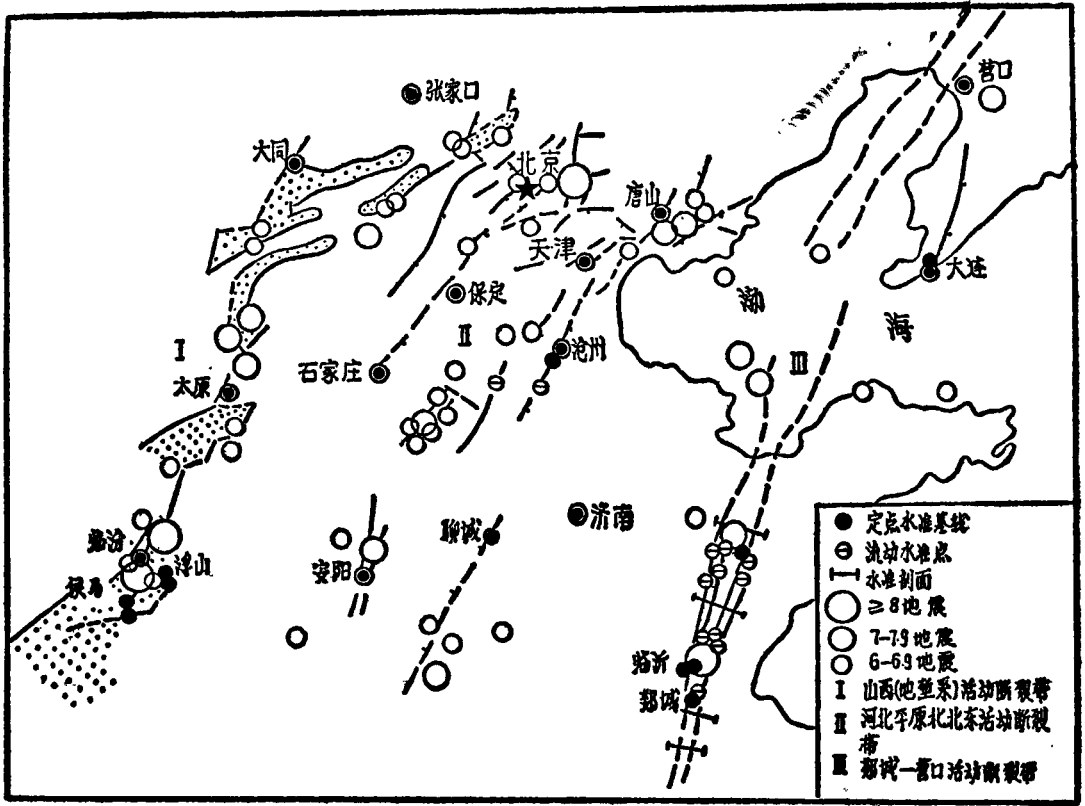 张家口
营口
大同
北京
唐山
天津
大连
保定
渤
海
I
II
沧州
III
石家庄
太原
临汾
浮山
侯马
聊城
济南
安阳
临沂
郯城
定点水准基线
流动水准点
水准剖面
≥8地震
7-7.9地震
6-6.9地震
I 山西(地堑系)活动断裂带
II 河北平原北北东活动断裂
带
III 郯城—营口活动断裂带